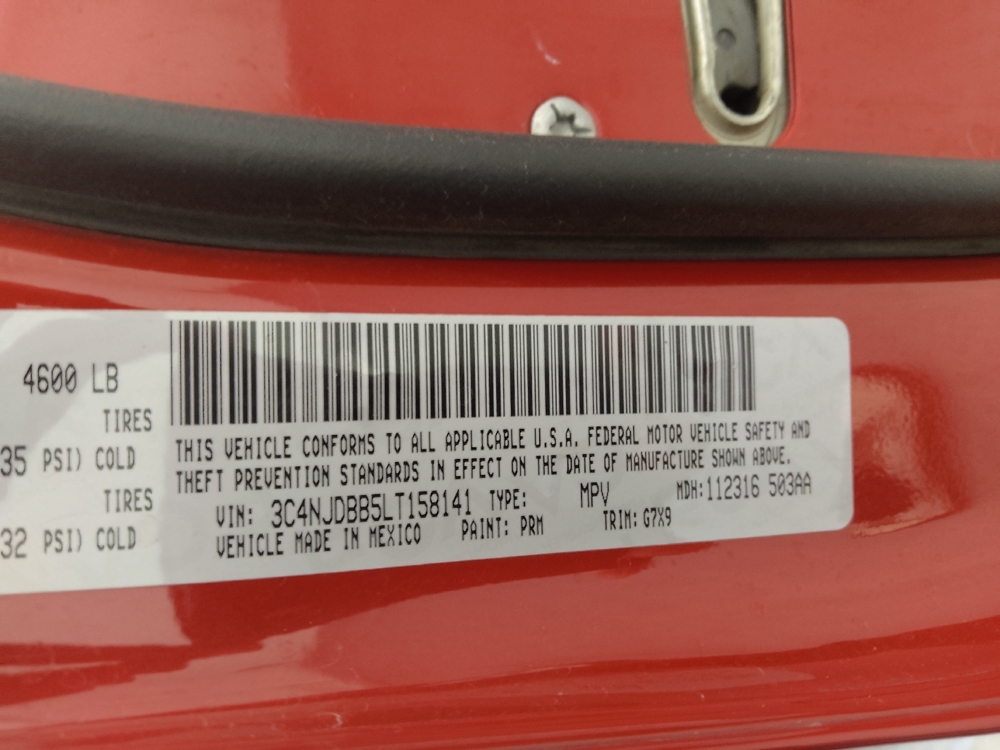 4600 LB
TIRES
35 PSI) COLD
TIRES
32 PSI) COLD
THIS VEHICLE CONFORMS TO ALL APPLICABLE U.S.A. FEDERAL MOTOR VEHICLE SAFETY AND
THEFT PREVENTION STANDARDS IN EFFECT ON THE DATE OF MANUFACTURE SHOWN ABOVE.
VIN: 3C4NJDBB5LT158141 TYPE: MPV MDH: 112316 503AA
VEHICLE MADE IN MEXICO PAINT: PRM TRIM: G7X9